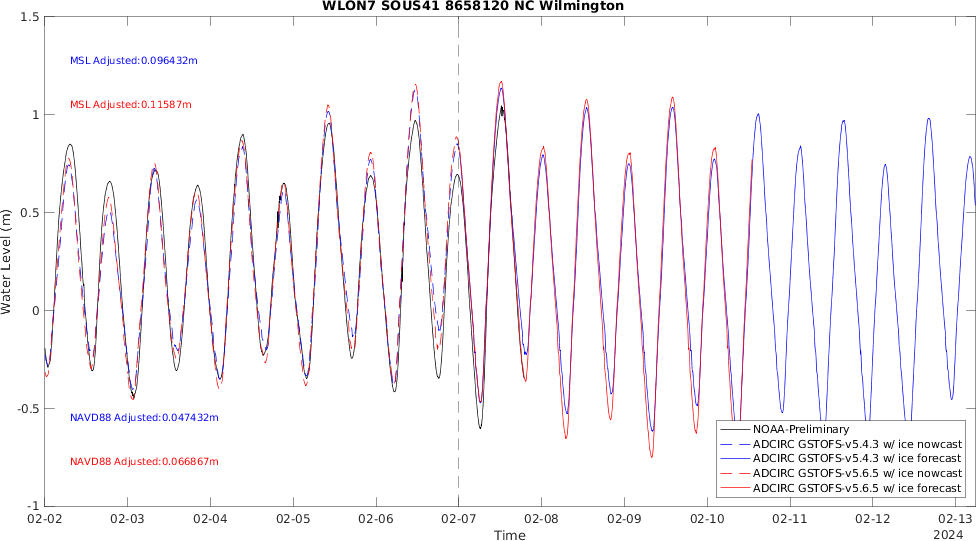 WLON7 SOUS41 8658120 NC Wilmington
1.5
1
0.5
0
-0.5
-1
Water Level (m)
MSL Adjusted:0.096432m
MSL Adjusted:0.11587m
NAVD88 Adjusted:0.047432m
NAVD88 Adjusted:0.066867m
NOAA-Preliminary
ADCIRC GSTOFS-v5.4.3 w/ ice nowcast
ADCIRC GSTOFS-v5.4.3 w/ ice forecast
ADCIRC GSTOFS-v5.6.5 w/ ice nowcast
ADCIRC GSTOFS-v5.6.5 w/ ice forecast
02-02 02-03 02-04 02-05 02-06 02-07 02-08 02-09 02-10 02-11 02-12 02-13
Time
2024